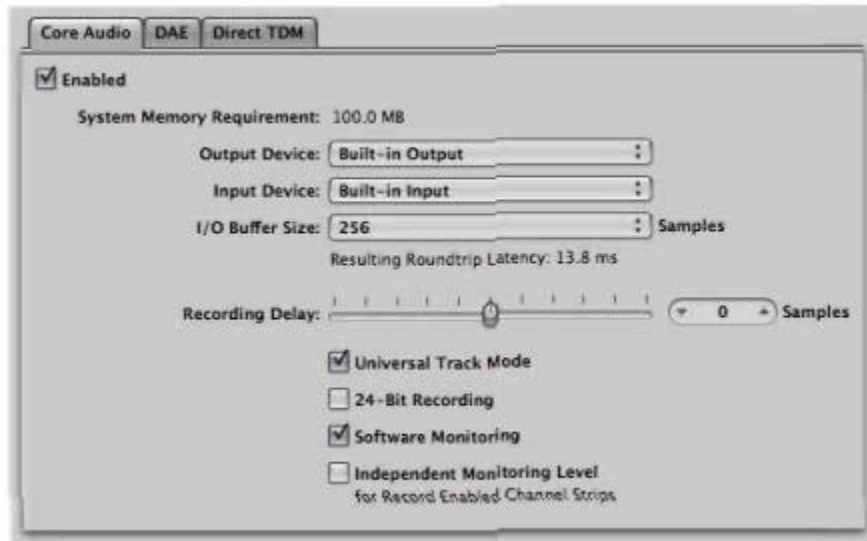 Core Audio DAE Direct TDM
Enabled
System Memory Requirement: 100.0 MB
Output Device: Built-in Output
Input Device: Built-in Input
I/O Buffer Size: 256 Samples
Resulting Roundtrip Latency: 13.8 ms
Recording Delay: 0 Samples
Universal Track Mode
24-Bit Recording
Software Monitoring
Independent Monitoring Level
for Record Enabled Channel Strips